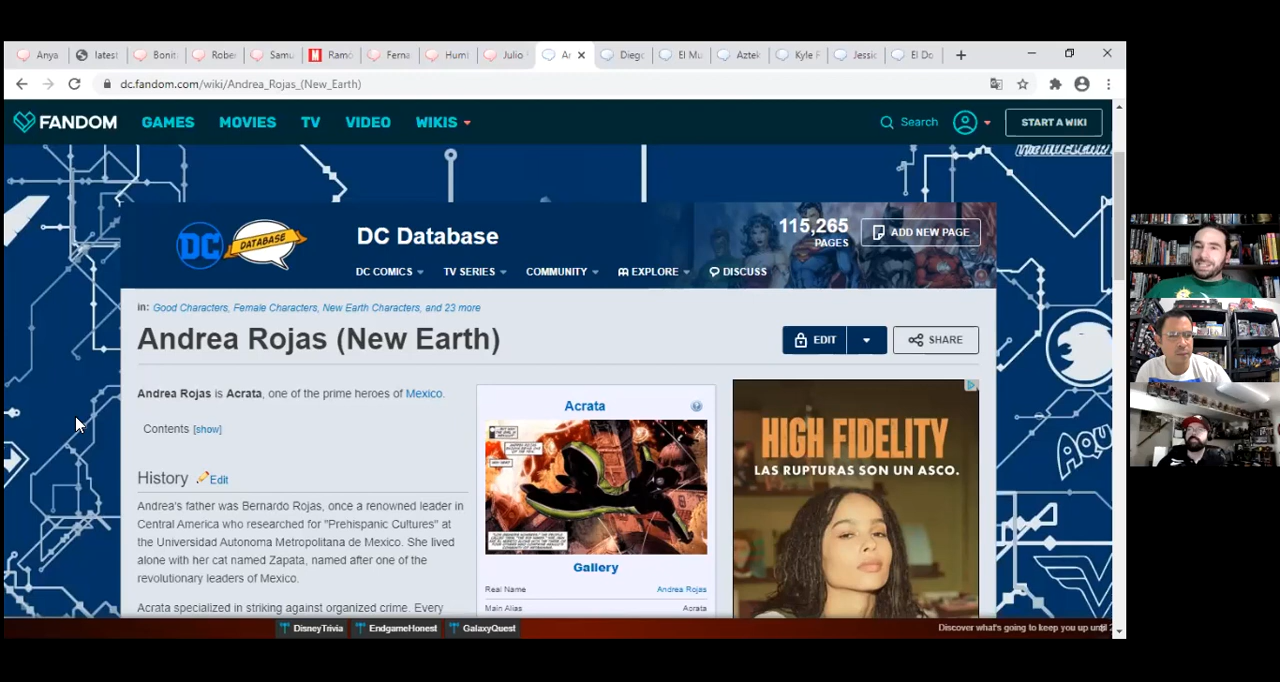 Anya
latest
Bonit
Rober
Samu
Ramó
Ferna
Humb
Julio
Ar
Diego
El Mu
Aztek
Kyle F
Jessic
El Do
dc.fandom.com/wiki/Andrea_Rojas_(New_Earth)
FANDOM GAMES MOVIES TV VIDEO WIKIS Search START A WIKI
DC DATABASE DC Database 115,265 PAGES ADD NEW PAGE
DC COMICS TV SERIES COMMUNITY EXPLORE DISCUSS
in: Good Characters, Female Characters, New Earth Characters, and 23 more
Andrea Rojas (New Earth) EDIT SHARE
Andrea Rojas is Acrata, one of the prime heroes of Mexico.
Contents [show]
History Edit
Andrea's father was Bernardo Rojas, once a renowned leader in
Central America who researched for "Prehispanic Cultures" at
the Universidad Autonoma Metropolitana de Mexico. She lived
alone with her cat named Zapata, named after one of the
revolutionary leaders of Mexico.
Acrata specialized in striking against organized crime. Every
Acrata
Gallery
Real Name Andrea Rojas
Main Alias Acrata
HIGH FIDELITY
LAS RUPTURAS SON UN ASCO.
DisneyTrivia EndgameHonest GalaxyQuest Discover what's going to keep you up until 2